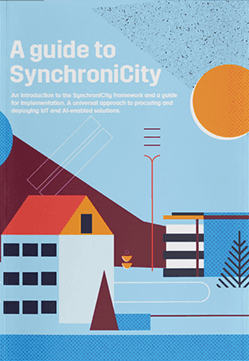 A guide to
SynchroniCity
An introduction to the SynchroniCity framework and a guide
for implementation. A universal approach to procuring and
deploying IoT and AI-enabled solutions.